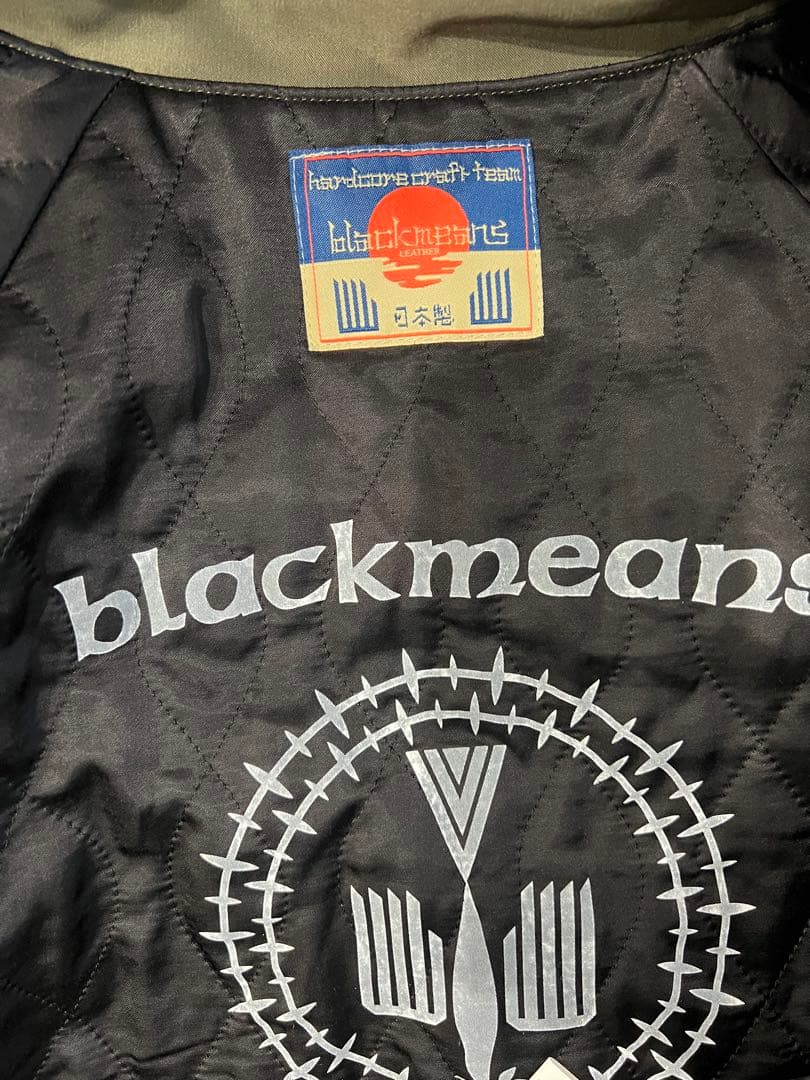 hardcore craft team
blackmeans
LEATHER
日本製
blackmeans